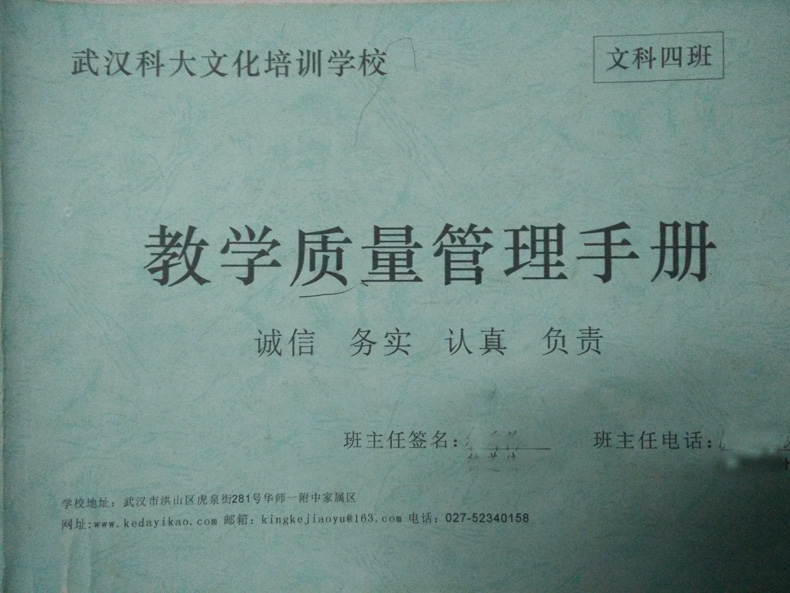 武汉科大文化培训学校
文科四班
教学质量管理手册
诚信 务实 认真 负责
班主任签名： 班主任电话：
学校地址：武汉市洪山区虎泉街281号华师一附中家属区
网址:www.kedayikao.com 邮箱：kingkejiaoyu@163.com 电话：027-52340158